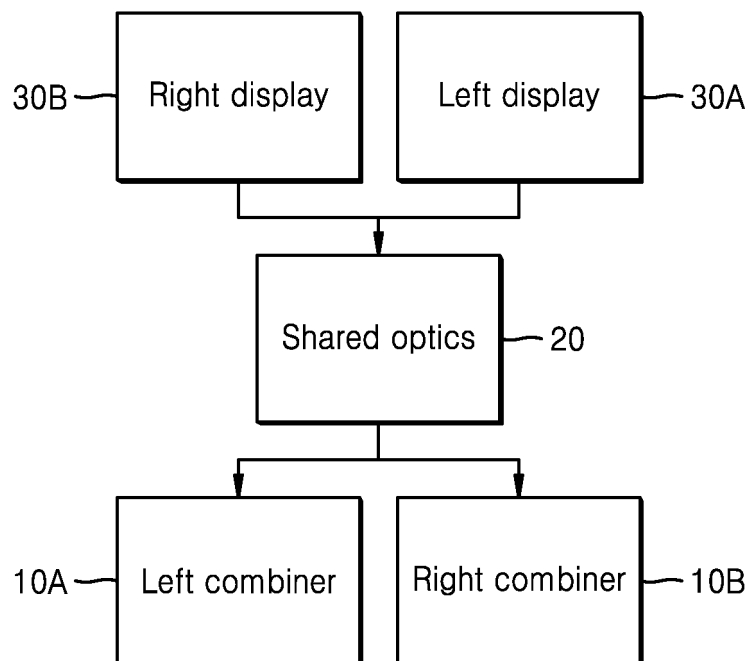 30B
Right display
Left display
30A
Shared optics
20
10A
Left combiner
Right combiner
10B